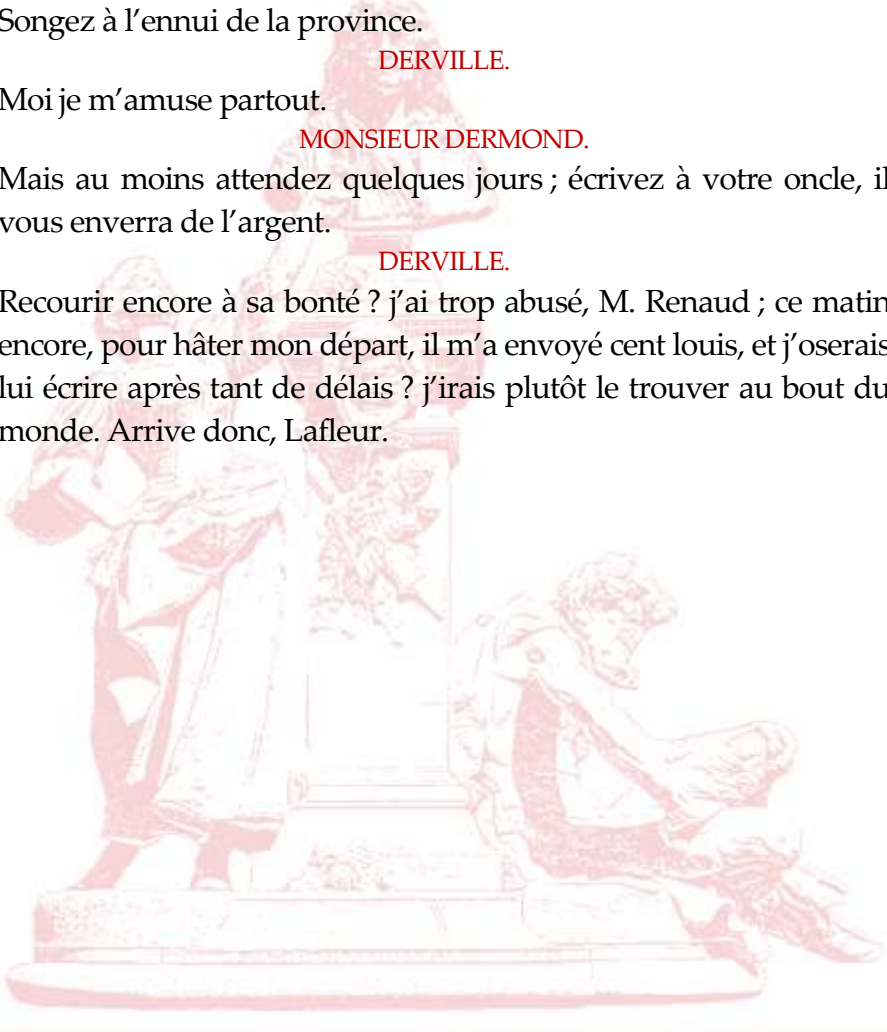 Songez à l’ennui de la province.
DERVILLE.
Moi je m’amuse partout.
MONSIEUR DERMOND.
Mais au moins attendez quelques jours ; écrivez à votre oncle, il
vous enverra de l’argent.
DERVILLE.
Recourir encore à sa bonté ? j’ai trop abusé, M. Renaud ; ce matin
encore, pour hâter mon départ, il m’a envoyé cent louis, et j’oserais
lui écrire après tant de délais ? j’irais plutôt le trouver au bout du
monde. Arrive donc, Lafleur.